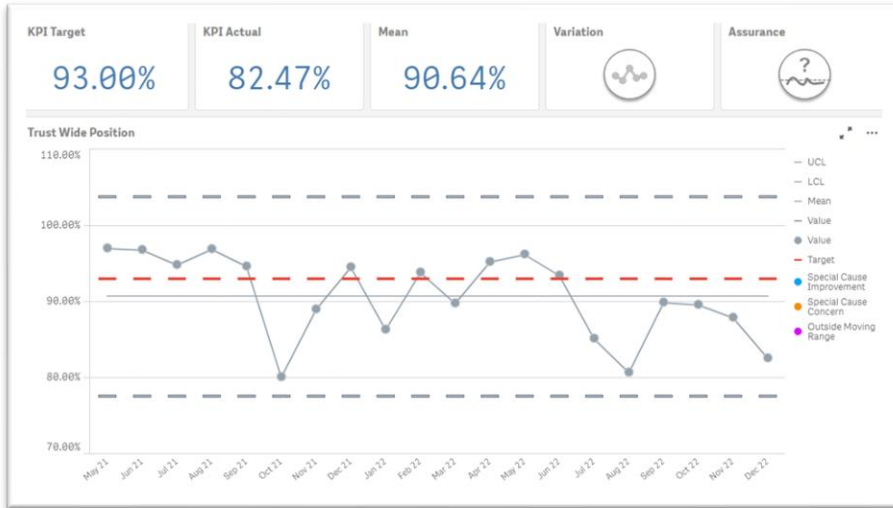 KPI Target
KPI Actual
Mean
Variation
Assurance
93.00%
82.47%
90.64%
?
Trust Wide Position
110.00%
100.00%
90.00%
80.00%
70.00%
UCL
LCL
Mean
Value
Value
Target
Special Cause
Improvement
Special Cause
Concern
Outside Moving
Range
May 21
Jun 21
Jul 21
Aug 21
Sep 21
Oct 21
Nov 21
Dec 21
Jan 22
Feb 22
Mar 22
Apr 22
May 22
Jun 22
Jul 22
Aug 22
Sep 22
Oct 22
Nov 22
Dec 22